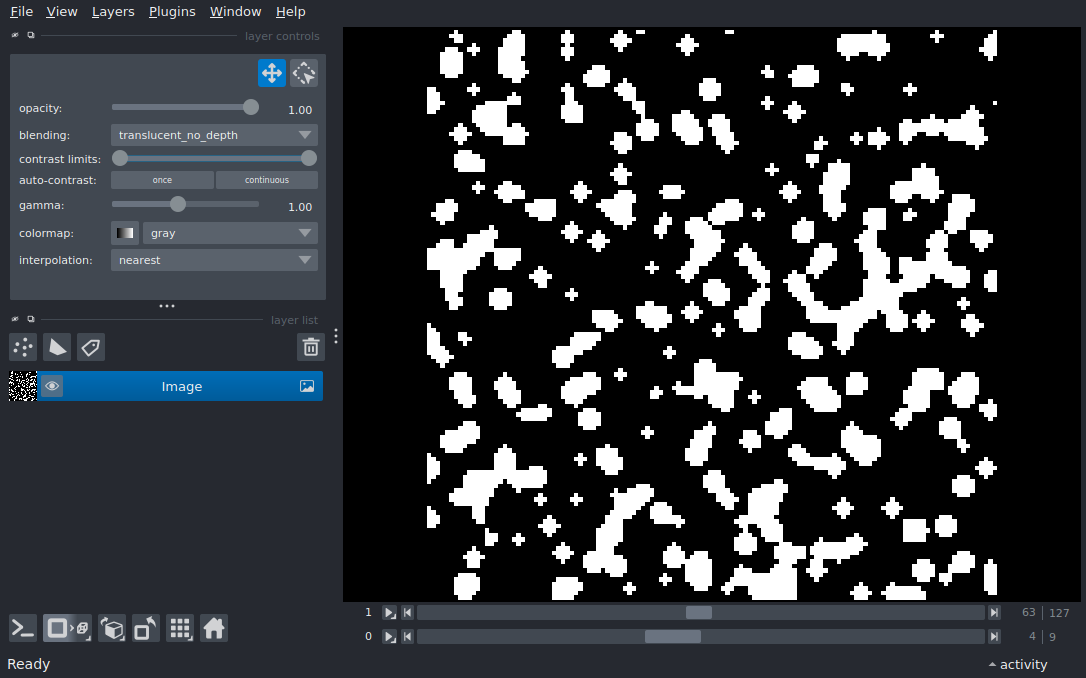 File View Layers Plugins Window Help
layer controls
opacity: 1.00
blending: translucent_no_depth
contrast limits:
auto-contrast: once continuous
gamma: 1.00
colormap: gray
interpolation: nearest
layer list
Image
1 63 127
0 4 9
Ready activity